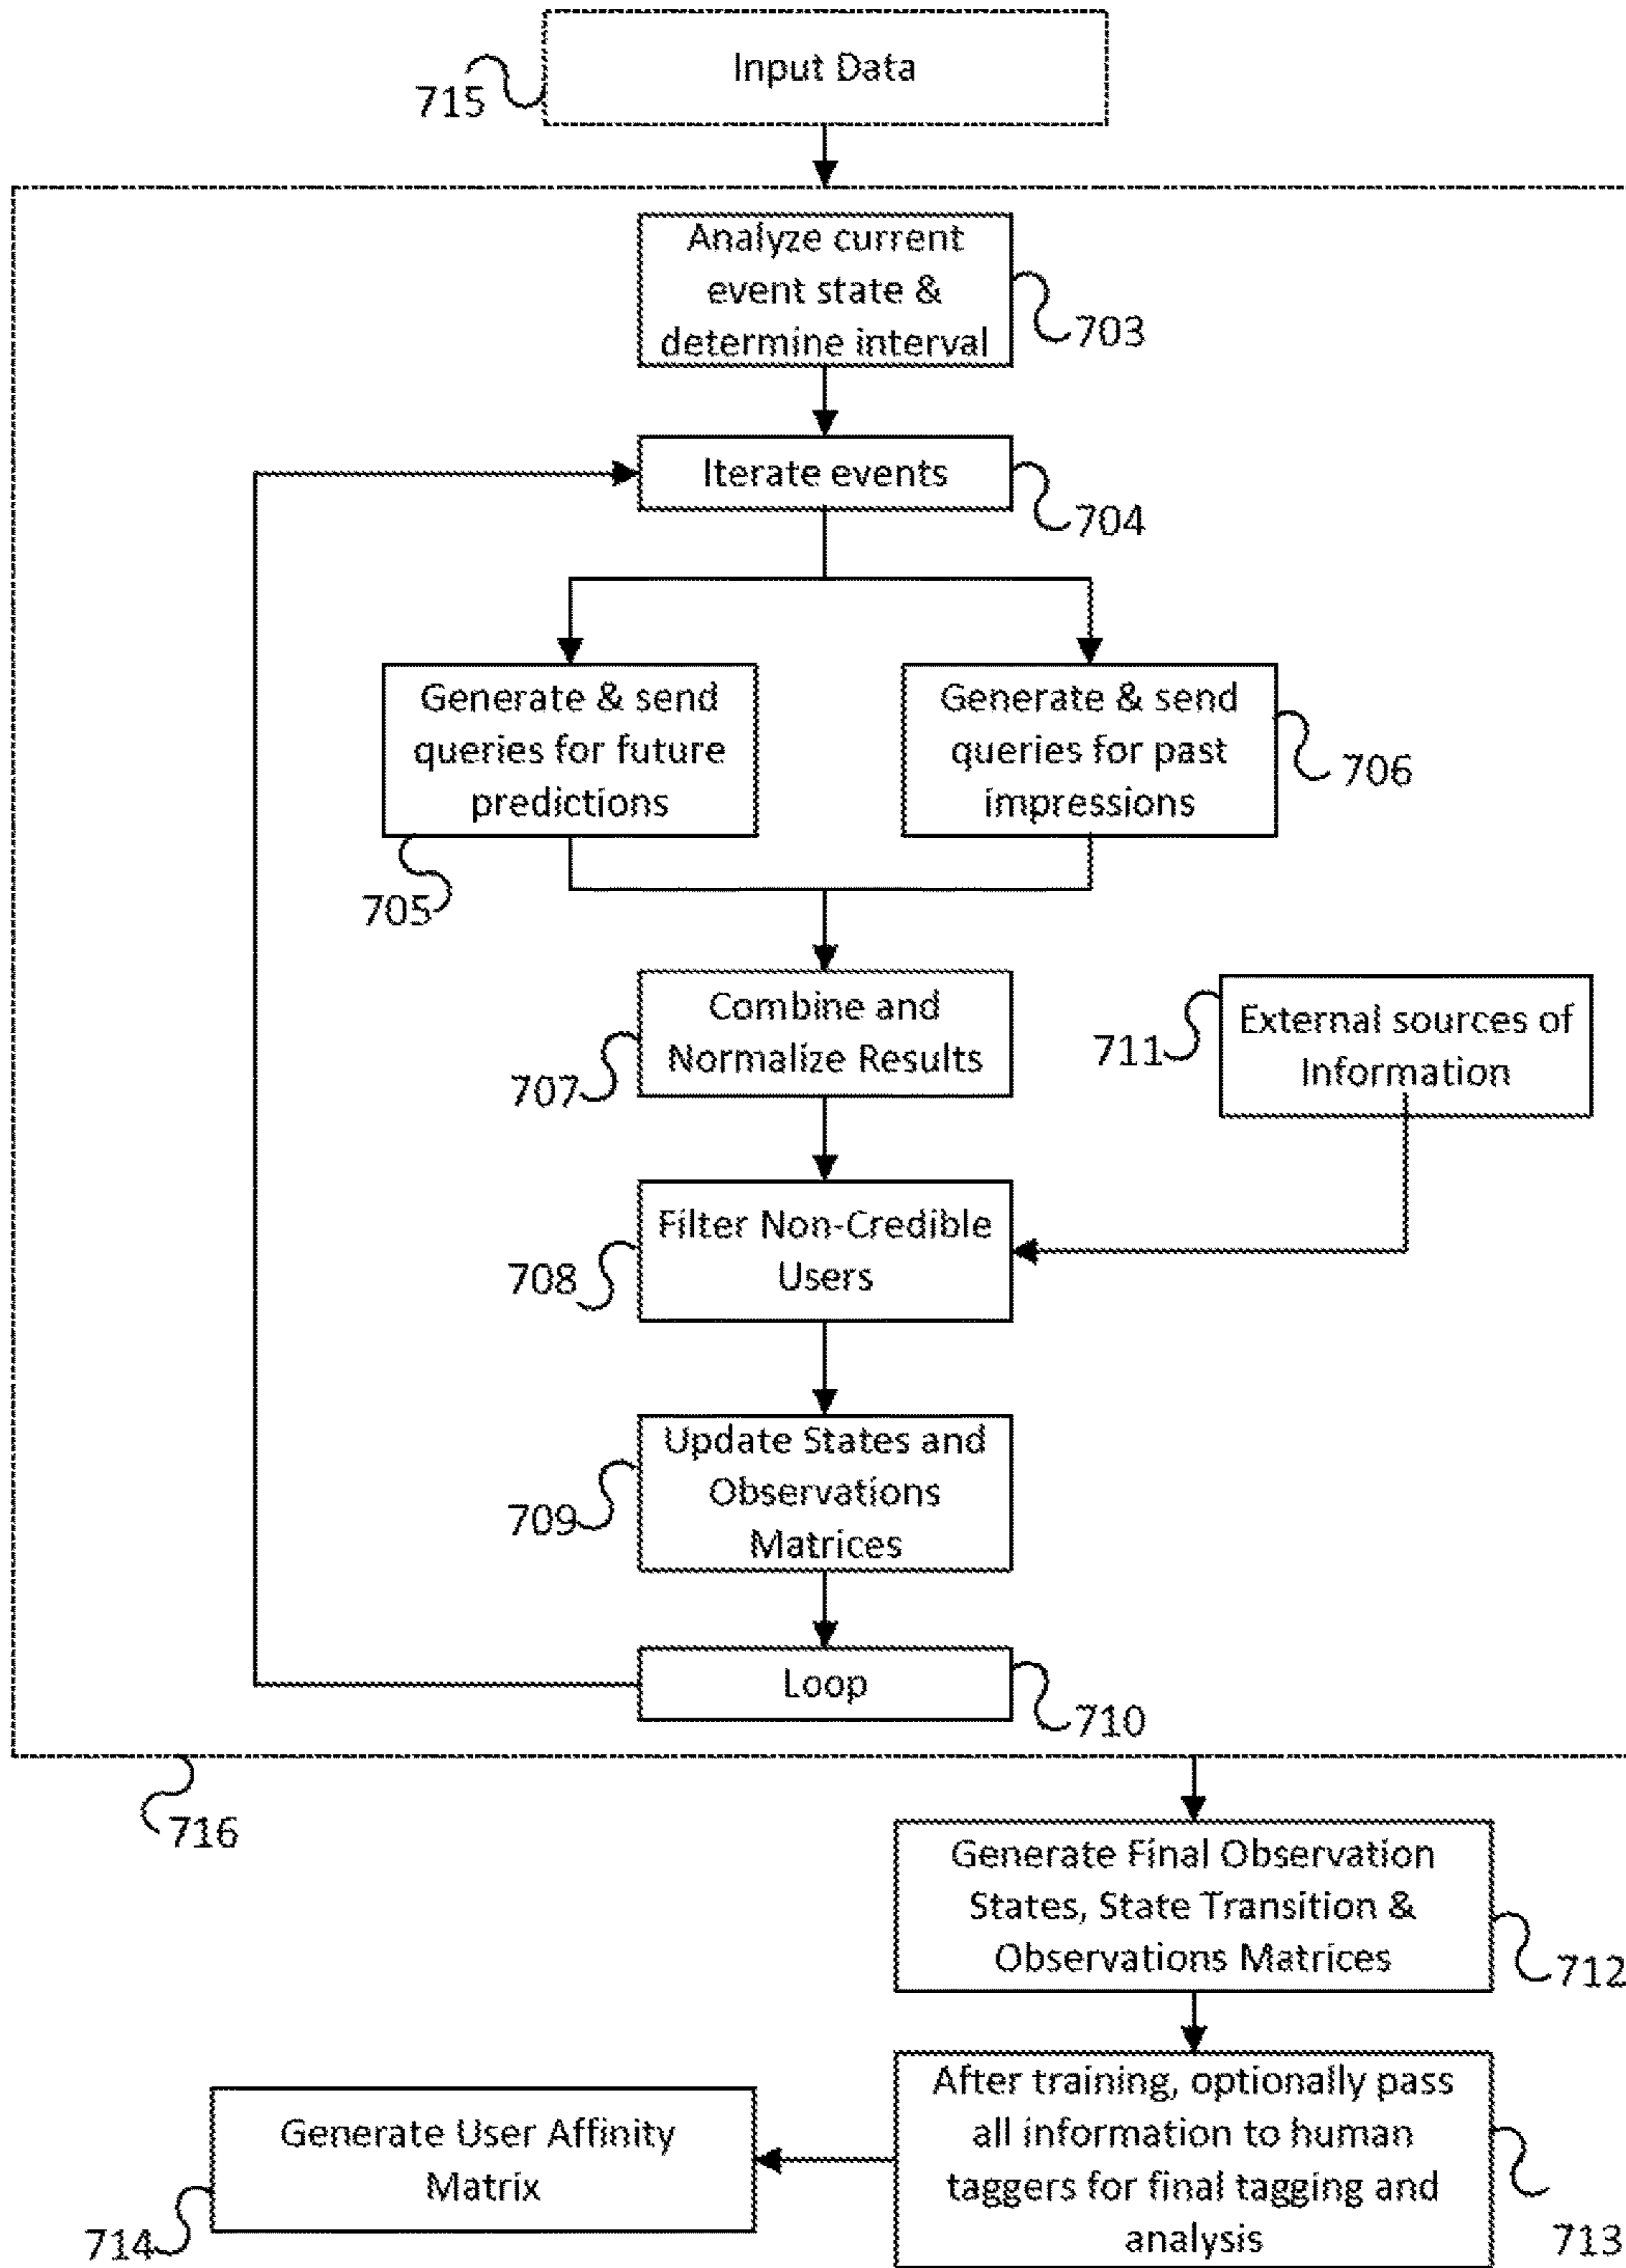 Input Data
715
Analyze current
event state &
determine interval
703
Iterate events
704
Generate & send
queries for future
predictions
705
Generate & send
queries for past
impressions
706
Combine and
Normalize Results
707
External sources of
Information
711
Filter Non-Credible
Users
708
Update States and
Observations
Matrices
709
Loop
710
716
Generate Final Observation
States, State Transition &
Observations Matrices
712
After training, optionally pass
all information to human
taggers for final tagging and
analysis
713
Generate User Affinity
Matrix
714